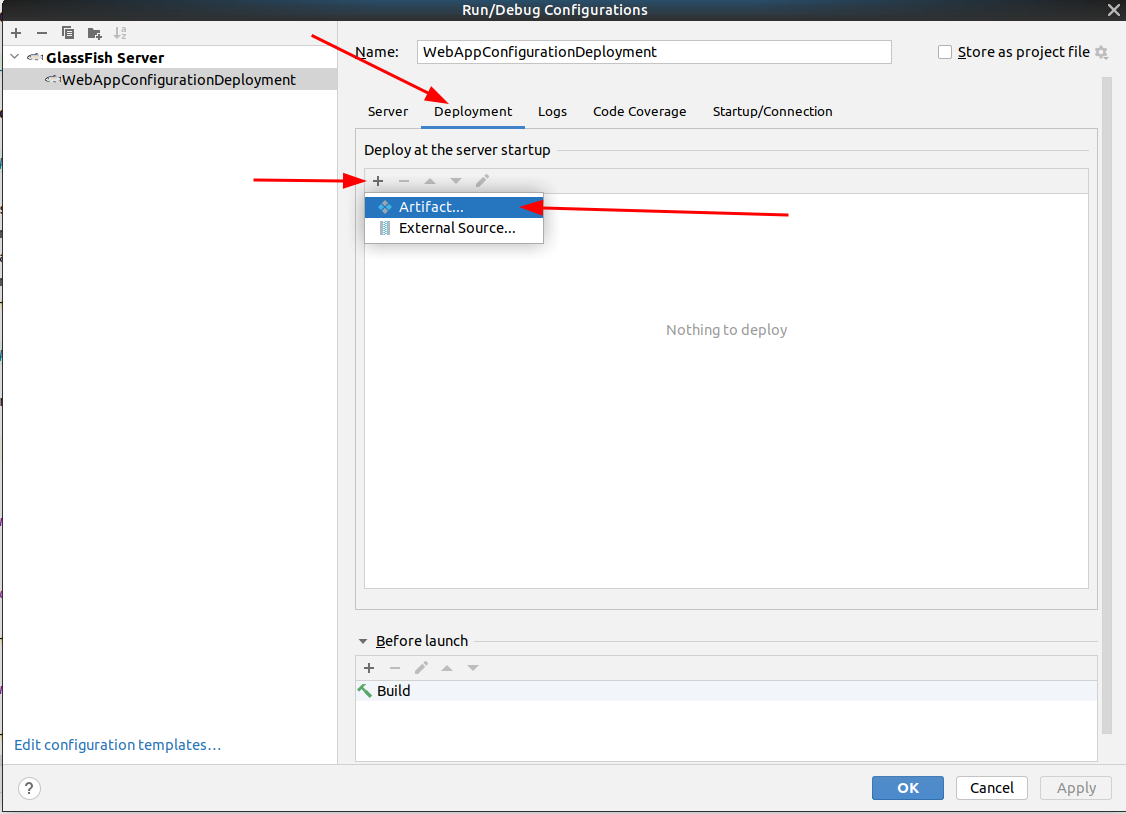 Run/Debug Configurations
GlassFish Server
WebAppConfigurationDeployment
Edit configuration templates...
Name: WebAppConfigurationDeployment Store as project file
Server Deployment Logs Code Coverage Startup/Connection
Deploy at the server startup
Artifact...
External Source...
Nothing to deploy
Before launch
Build
?
OK Cancel Apply